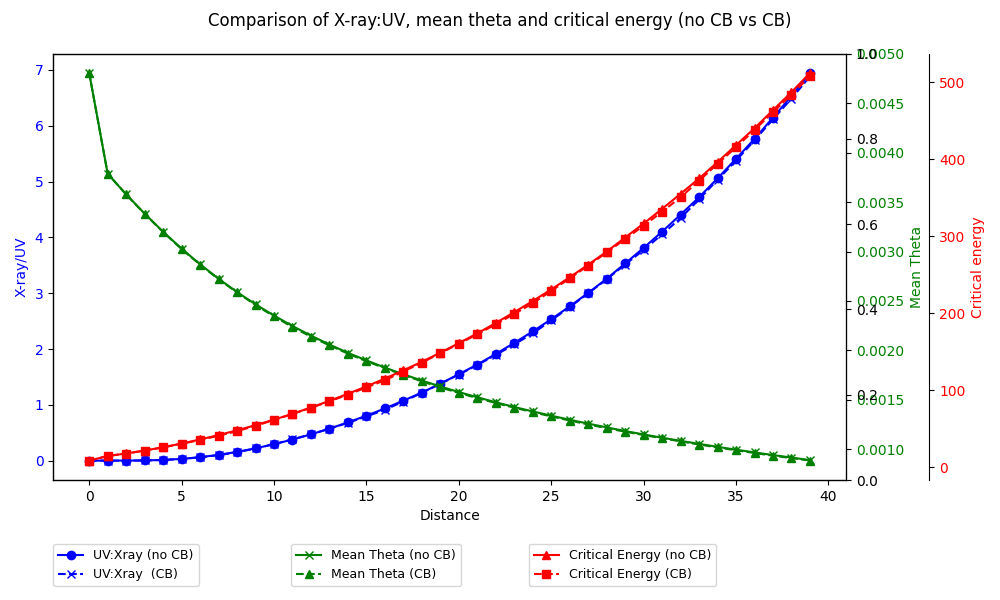 Comparison of X-ray:UV, mean theta and critical energy (no CB vs CB)
X-ray/UV
7
6
5
4
3
2
1
0
0 5 10 15 20 25 30 35 40
Distance
1.0
0.8
0.6
0.4
0.2
0.0
0.0050
0.0045
0.0040
0.0035
0.0030
0.0025
0.0020
0.0015
0.0010
Mean Theta
500
400
300
200
100
0
Critical energy
UV:Xray (no CB)
UV:Xray  (CB)
Mean Theta (no CB)
Mean Theta (CB)
Critical Energy (no CB)
Critical Energy (CB)